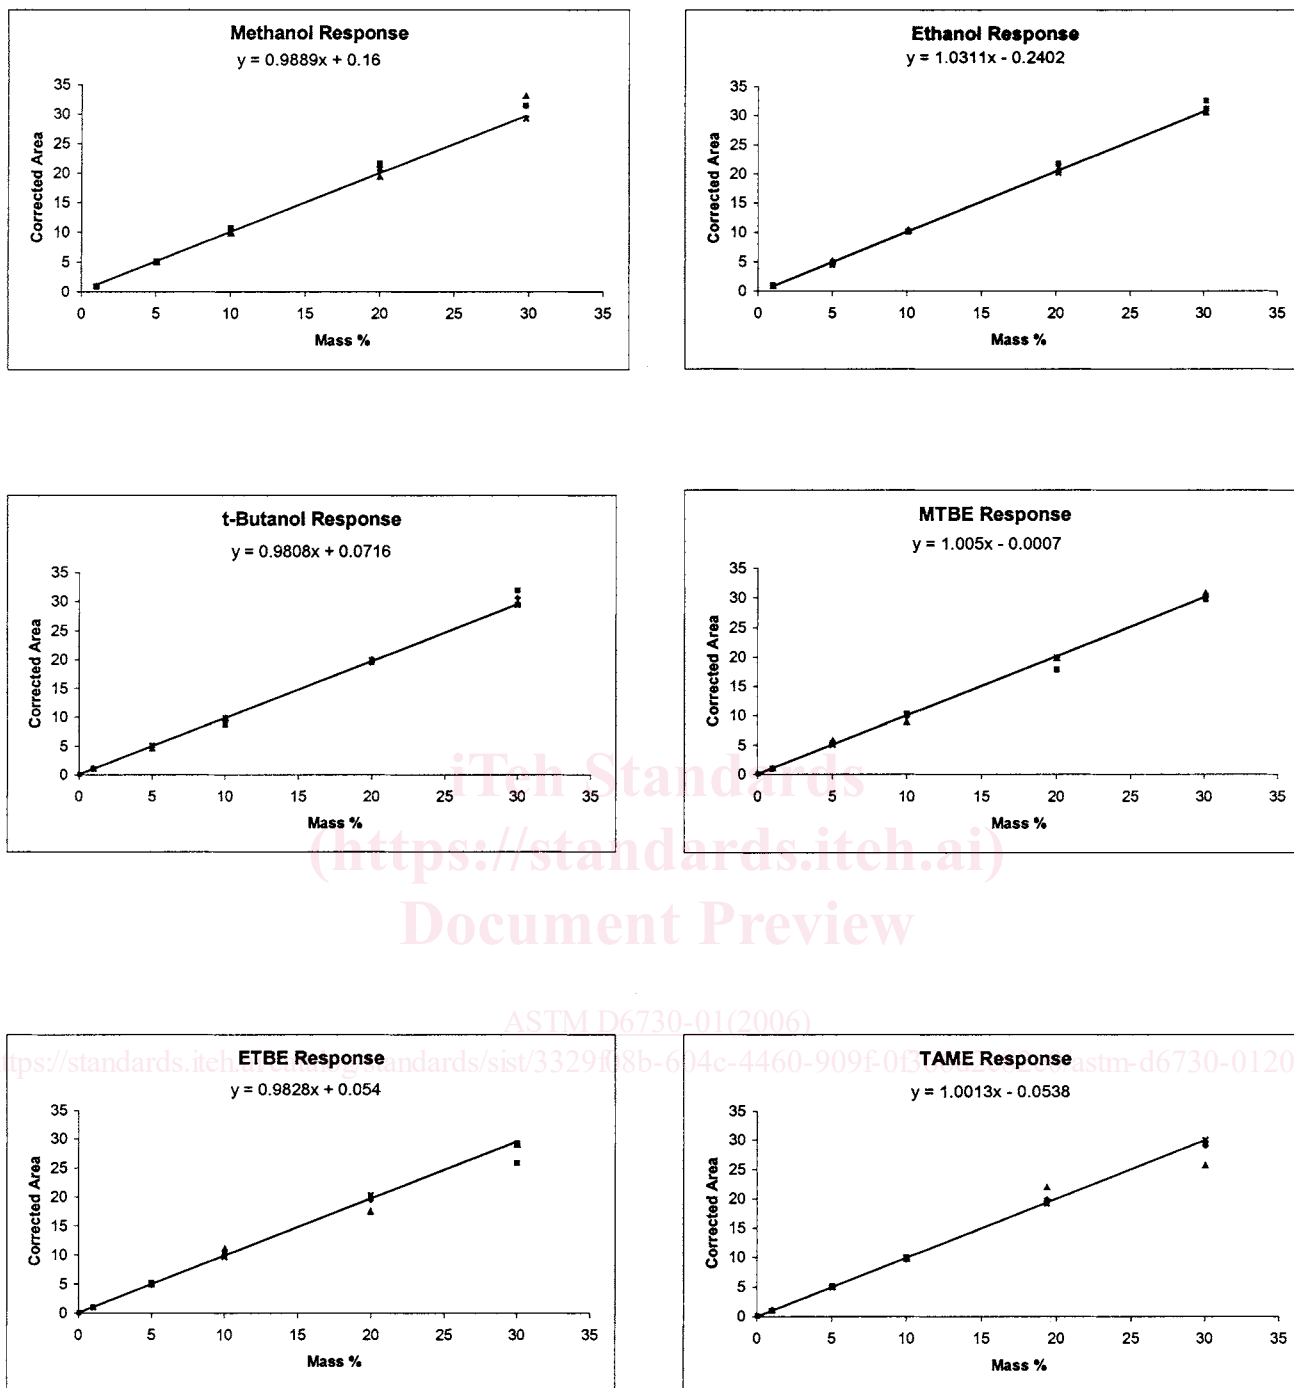 Methanol Response
y = 0.9889x + 0.16
35
30
25
20
15
10
5
0
Corrected Area
0 5 10 15 20 25 30 35
Mass %
Ethanol Response
y = 1.0311x - 0.2402
35
30
25
20
15
10
5
0
Corrected Area
0 5 10 15 20 25 30 35
Mass %
t-Butanol Response
y = 0.9808x + 0.0716
35
30
25
20
15
10
5
0
Corrected Area
0 5 10 15 20 25 30 35
Mass %
MTBE Response
y = 1.005x - 0.0007
35
30
25
20
15
10
5
0
Corrected Area
0 5 10 15 20 25 30 35
Mass %
iTeh Standards
(https://standards.iteh.ai)
Document Preview
ASTM D6730-01(2006)
ETBE Response
y = 0.9828x + 0.054
35
30
25
20
15
10
5
0
Corrected Area
0 5 10 15 20 25 30 35
Mass %
TAME Response
y = 1.0013x - 0.0538
35
30
25
20
15
10
5
0
Corrected Area
0 5 10 15 20 25 30 35
Mass %